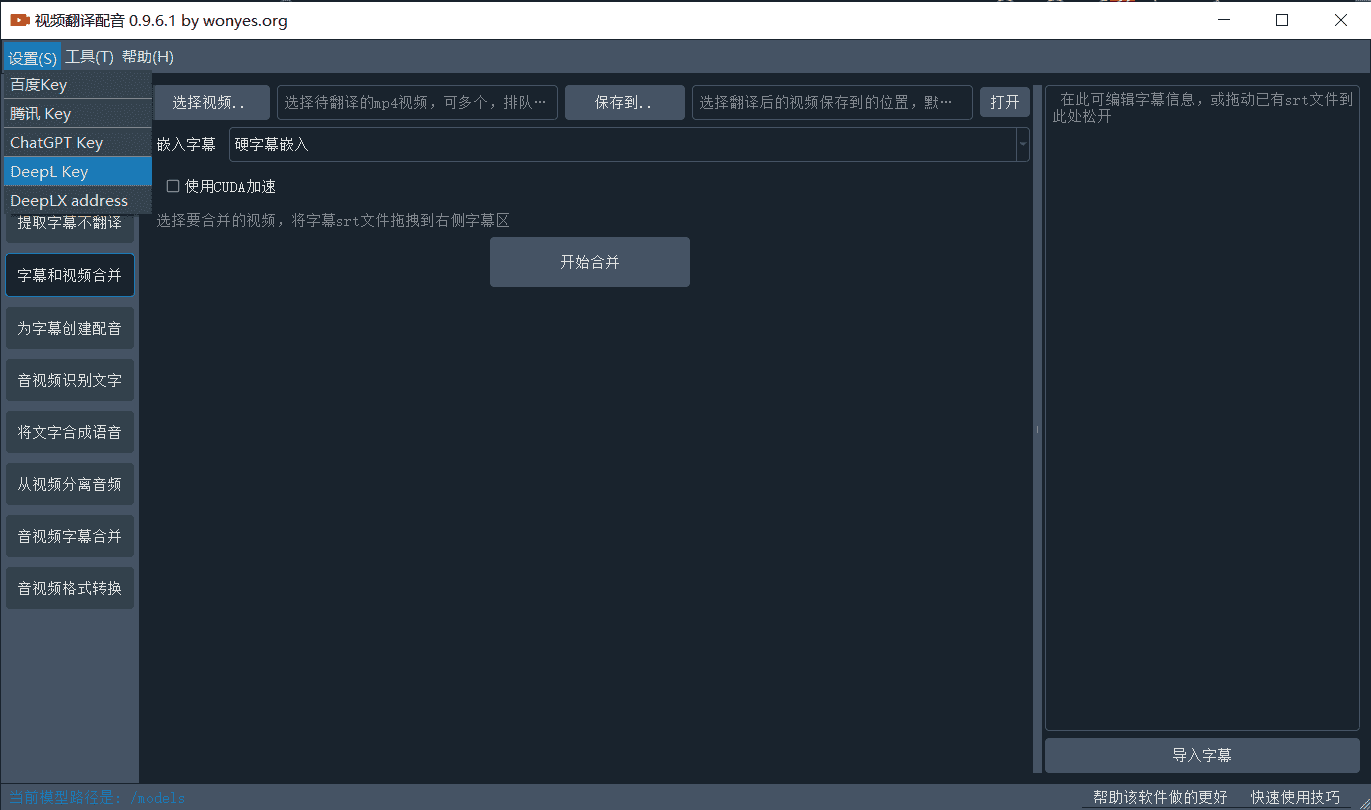 视频翻译配音 0.9.6.1 by wonyes.org
设置(S) 工具(T) 帮助(H)
百度Key
腾讯 Key
ChatGPT Key
DeepL Key
DeepLX address
提取字幕不翻译
字幕和视频合并
为字幕创建配音
音视频识别文字
将文字合成语音
从视频分离音频
音视频字幕合并
音视频格式转换
选择视频.. 选择待翻译的mp4视频，可多个，排队… 保存到.. 选择翻译后的视频保存到的位置，默… 打开
嵌入字幕 硬字幕嵌入
使用CUDA加速
选择要合并的视频，将字幕srt文件拖拽到右侧字幕区
开始合并
在此可编辑字幕信息，或拖动已有srt文件到
此处松开
导入字幕
当前模型路径是: /models
帮助该软件做的更好 快速使用技巧